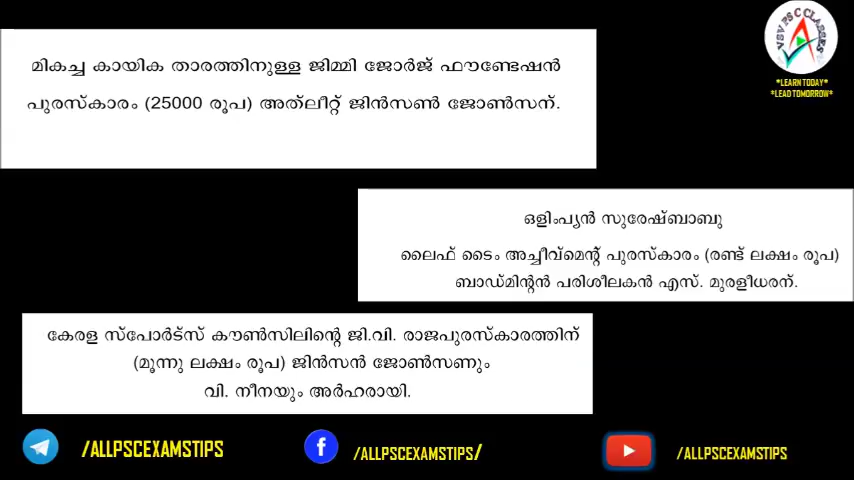 VSV PSC CLASSES
*LEARN TODAY*
*LEAD TOMORROW*
മികച്ച കായിക താരത്തിനുള്ള ജിമ്മി ജോർജ് ഫൗണ്ടേഷൻ
പുരസ്കാരം (25000 രൂപ) അത്‌ലീറ്റ് ജിൻസൺ ജോൺസന്.
ഒളിംപ്യൻ സുരേഷ്ബാബു
ലൈഫ് ടൈം അച്ചീവ്മെന്റ് പുരസ്കാരം (രണ്ട് ലക്ഷം രൂപ)
ബാഡ്മിന്റൻ പരിശീലകൻ എസ്. മുരളീധരന്.
കേരള സ്പോർട്സ് കൗൺസിലിന്റെ ജി.വി. രാജപുരസ്കാരത്തിന്
(മൂന്നു ലക്ഷം രൂപ) ജിൻസൻ ജോൺസണും
വി. നീനയും അർഹരായി.
/ALLPSCEXAMSTIPS
/ALLPSCEXAMSTIPS/
/ALLPSCEXAMSTIPS